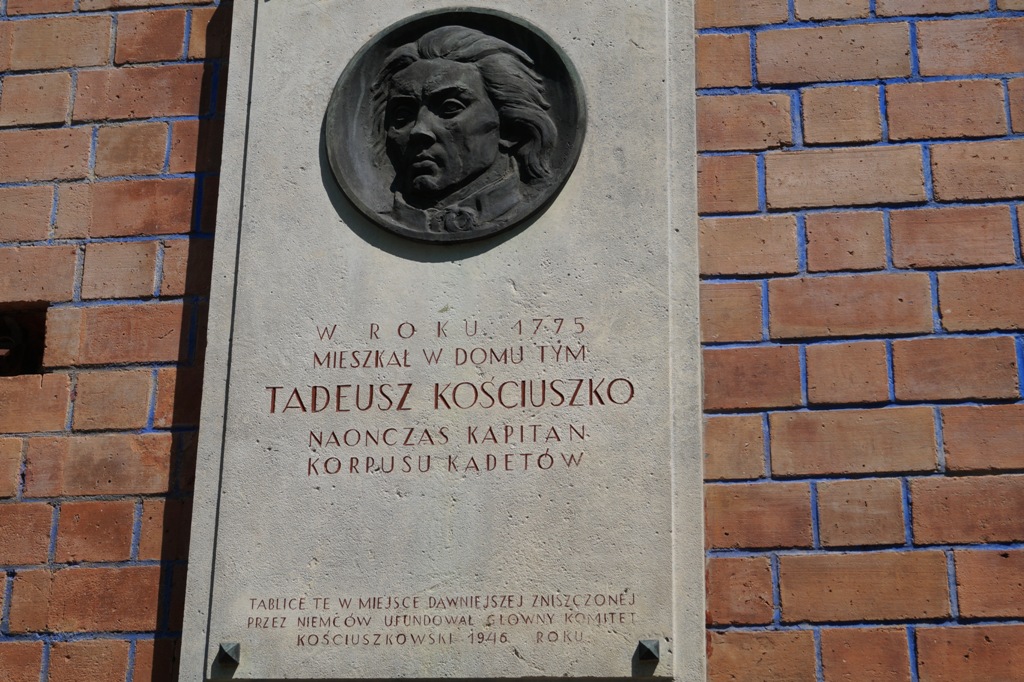 W ROKU 1775
MIESZKAŁ W DOMU TYM
TADEUSZ KOŚCIUSZKO
NAONCZAS KAPITAN
KORPUSU KADETÓW
TABLICE TE W MIEJSCE DAWNIEJSZEJ ZNISZCZONEJ
PRZEZ NIEMCÓW UFUNDOWAŁ GŁOWNY KOMITET
KOŚCIUSZKOWSKI 1946 ROKU.